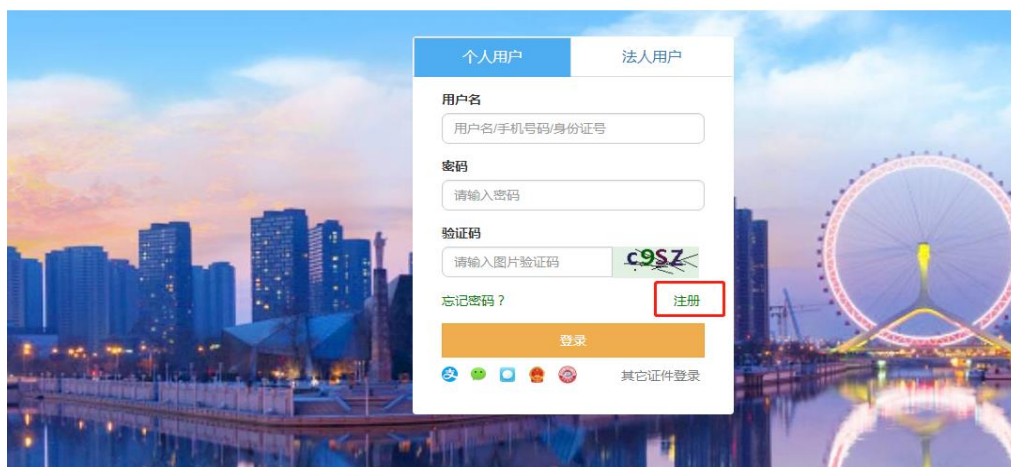 个人用户 法人用户
用户名
用户名/手机号码/身份证号
密码
请输入密码
验证码
请输入图片验证码 c9SZ
忘记密码？ 注册
登录
其它证件登录